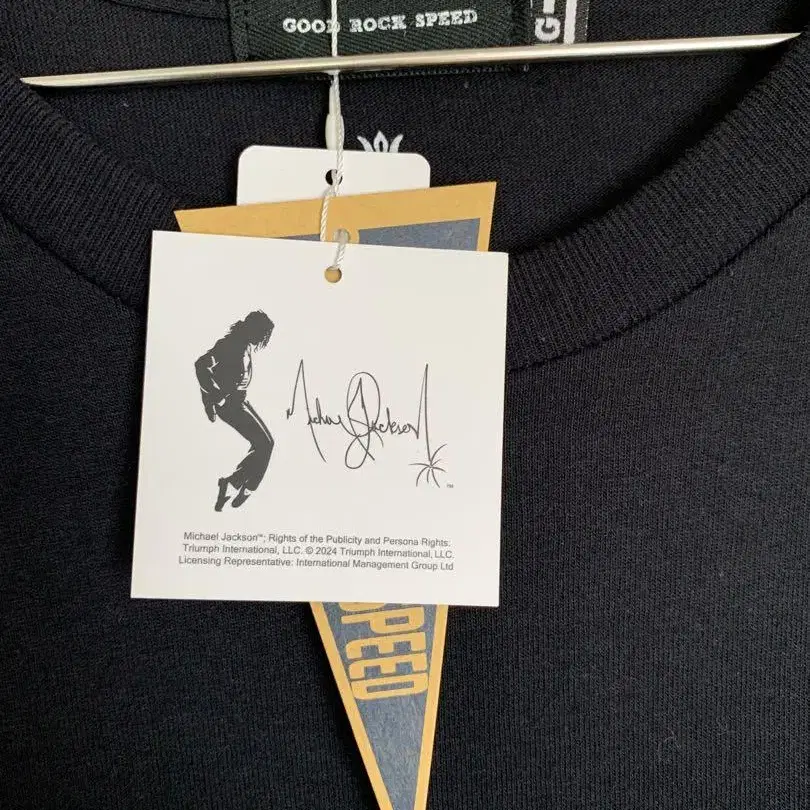 GOOD ROCK SPEED
G-
Michael Jackson
™
Michael Jackson™; Rights of the Publicity and Persona Rights:
Triumph International, LLC. © 2024 Triumph International, LLC.
Licensing Representative: International Management Group Ltd
SPEED